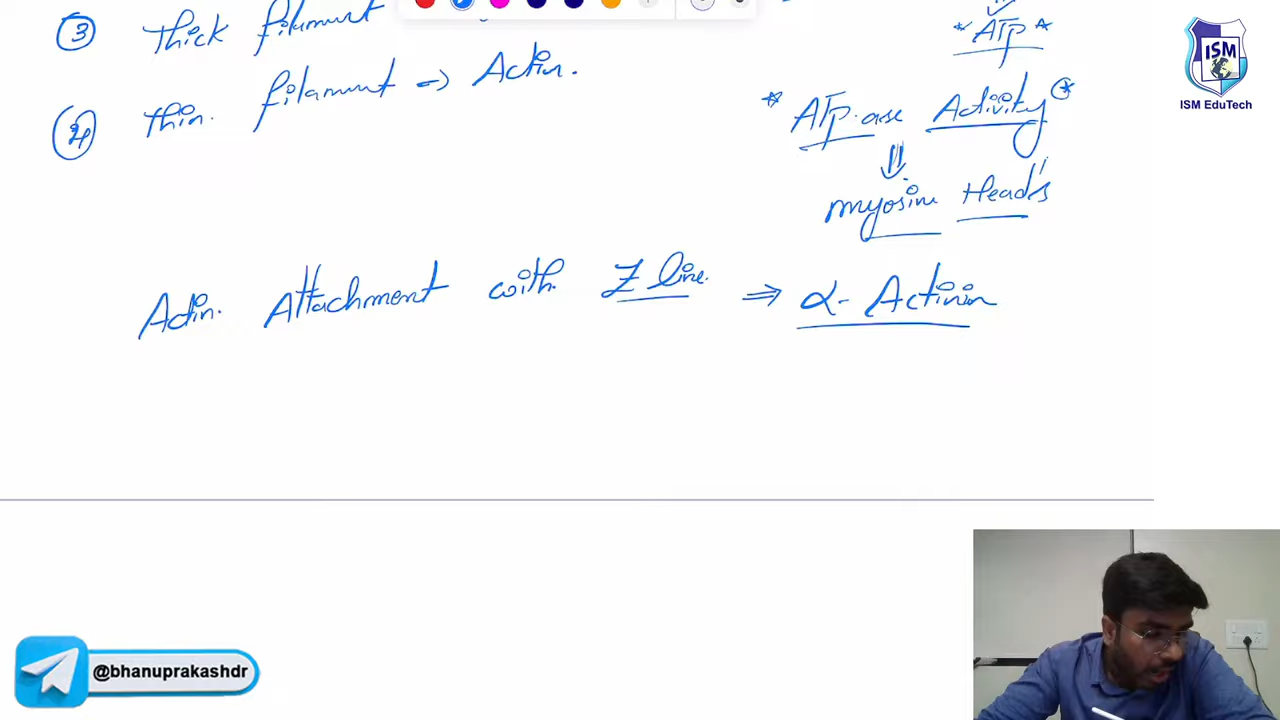 ③ Thick filament
④ Thin filament → Actin.
* ATP *
* ATP.ase Activity *
⇓
myosin Heads
Actin. Attachment with Z line. ⇒ α- Actinin
ISM
ISM EduTech
@bhanuprakashdr